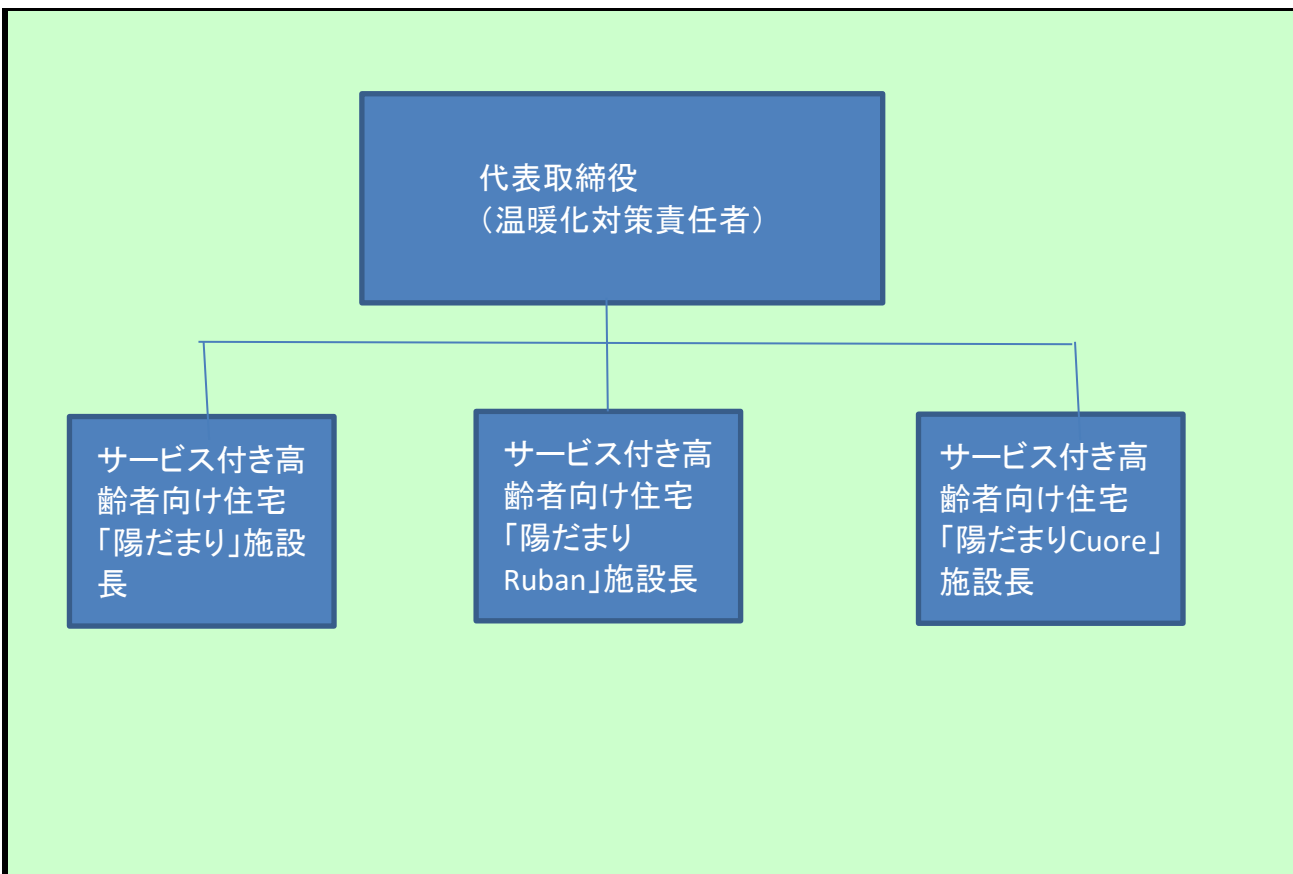 代表取締役
（温暖化対策責任者）
サービス付き高
齢者向け住宅
「陽だまり」施設
長
サービス付き高
齢者向け住宅
「陽だまり
Ruban」施設長
サービス付き高
齢者向け住宅
「陽だまりCuore」
施設長